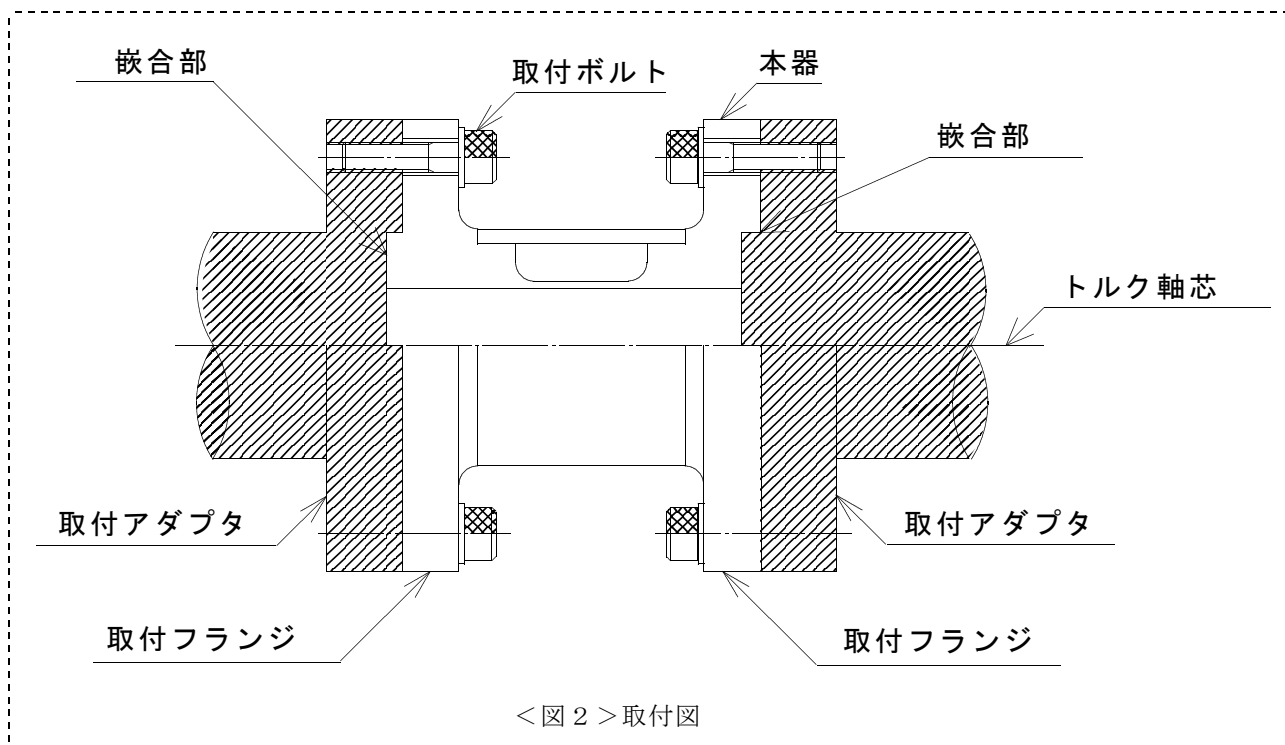 嵌合部
取付ボルト
本器
嵌合部
トルク軸芯
取付アダプタ
取付アダプタ
取付フランジ
取付フランジ
＜図２＞取付図